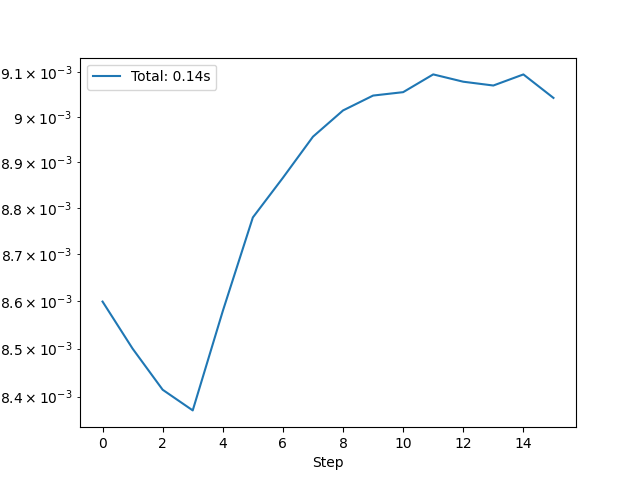 Total: 0.14s
9.1 × 10⁻³
9 × 10⁻³
8.9 × 10⁻³
8.8 × 10⁻³
8.7 × 10⁻³
8.6 × 10⁻³
8.5 × 10⁻³
8.4 × 10⁻³
0 2 4 6 8 10 12 14
Step